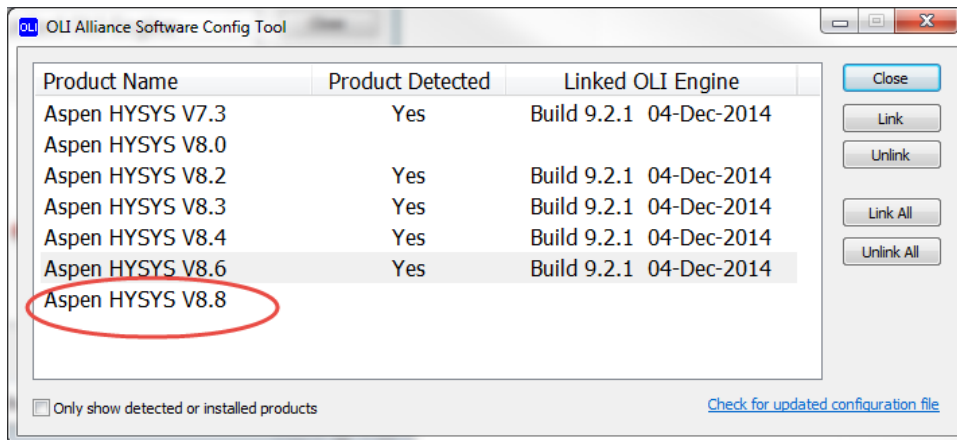 OLI OLI Alliance Software Config Tool
Product Name Product Detected Linked OLI Engine
Aspen HYSYS V7.3 Yes Build 9.2.1 04-Dec-2014
Aspen HYSYS V8.0
Aspen HYSYS V8.2 Yes Build 9.2.1 04-Dec-2014
Aspen HYSYS V8.3 Yes Build 9.2.1 04-Dec-2014
Aspen HYSYS V8.4 Yes Build 9.2.1 04-Dec-2014
Aspen HYSYS V8.6 Yes Build 9.2.1 04-Dec-2014
Aspen HYSYS V8.8
Close
Link
Unlink
Link All
Unlink All
Only show detected or installed products
Check for updated configuration file